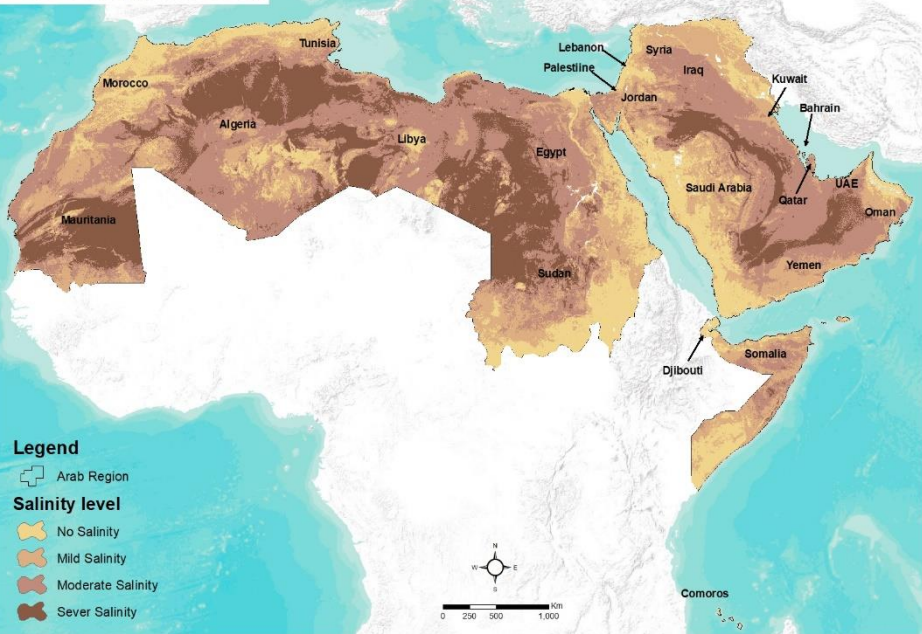 Tunisia
Lebanon
Syria
Palestiine
Iraq
Morocco
Kuwait
Jordan
Bahrain
Algeria
Libya
Egypt
Saudi Arabia
UAE
Qatar
Mauritania
Oman
Yemen
Sudan
Somalia
Djibouti
Legend
Arab Region
Salinity level
No Salinity
Mild Salinity
Moderate Salinity
Sever Salinity
N
W E
S
Km
0 250 500 1,000
Comoros